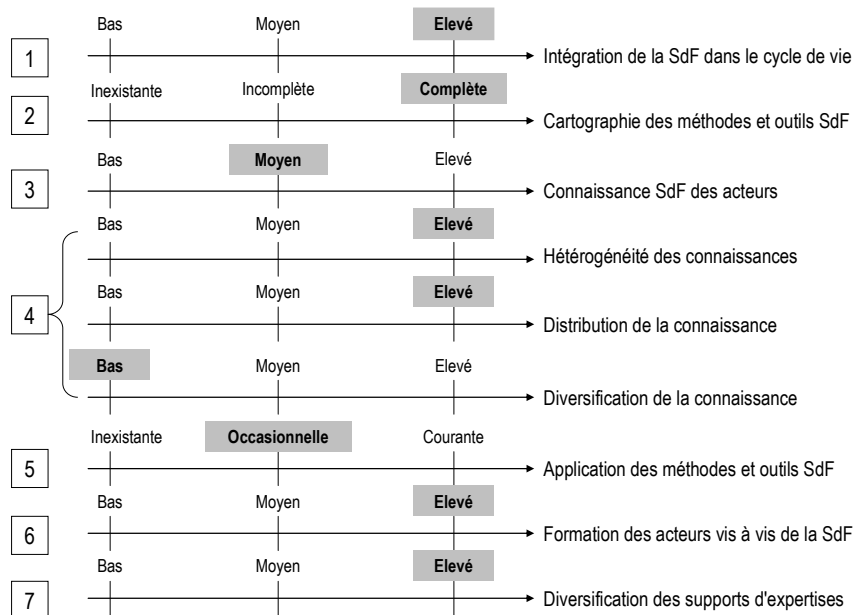 Bas Moyen Elevé
1 Intégration de la SdF dans le cycle de vie
Inexistante Incomplète Complète
2 Cartographie des méthodes et outils SdF
Bas Moyen Elevé
3 Connaissance SdF des acteurs
Bas Moyen Elevé
Hétérogénéité des connaissances
Bas Moyen Elevé
4 Distribution de la connaissance
Bas Moyen Elevé
Diversification de la connaissance
Inexistante Occasionnelle Courante
5 Application des méthodes et outils SdF
Bas Moyen Elevé
6 Formation des acteurs vis à vis de la SdF
Bas Moyen Elevé
7 Diversification des supports d'expertises